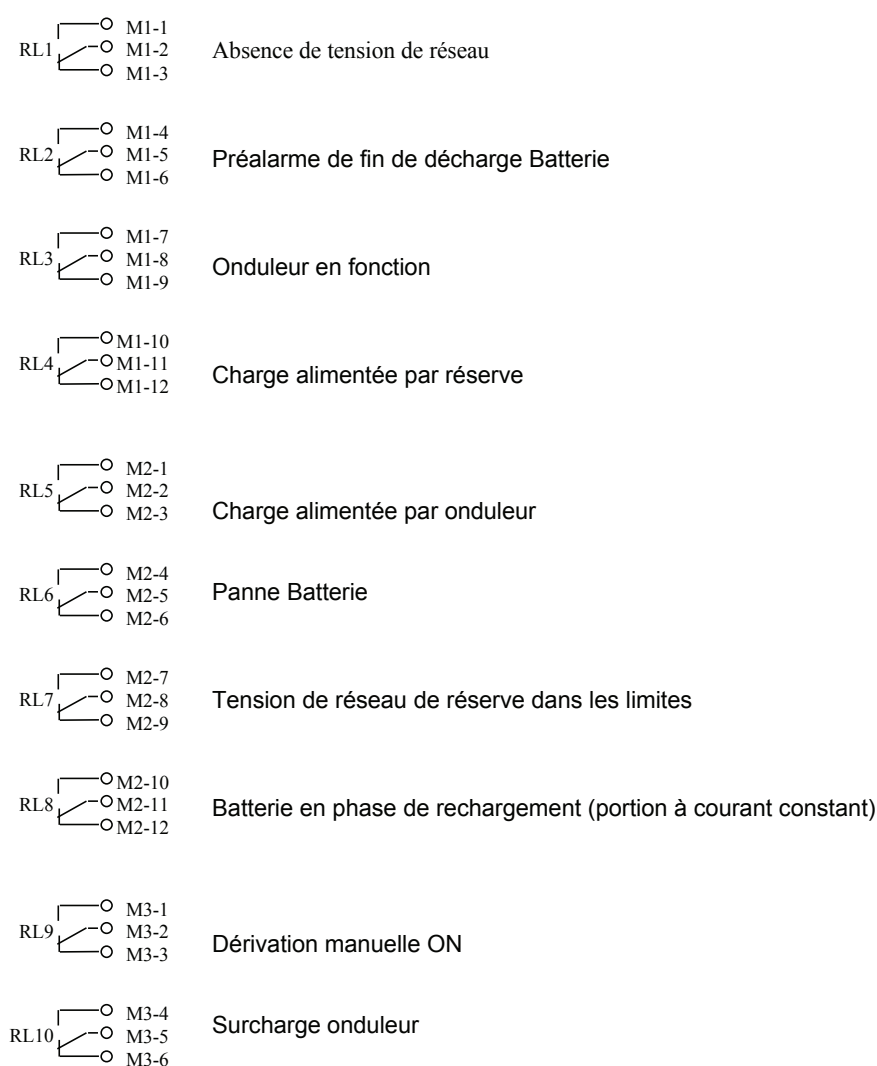 M1-1
RL1 M1-2 Absence de tension de réseau
M1-3
M1-4
RL2 M1-5 Préalarme de fin de décharge Batterie
M1-6
M1-7
RL3 M1-8 Onduleur en fonction
M1-9
M1-10
RL4 M1-11 Charge alimentée par réserve
M1-12
M2-1
RL5 M2-2
M2-3 Charge alimentée par onduleur
M2-4
RL6 M2-5 Panne Batterie
M2-6
M2-7
RL7 M2-8 Tension de réseau de réserve dans les limites
M2-9
M2-10
RL8 M2-11 Batterie en phase de rechargement (portion à courant constant)
M2-12
M3-1
RL9 M3-2 Dérivation manuelle ON
M3-3
M3-4
RL10 M3-5 Surcharge onduleur
M3-6